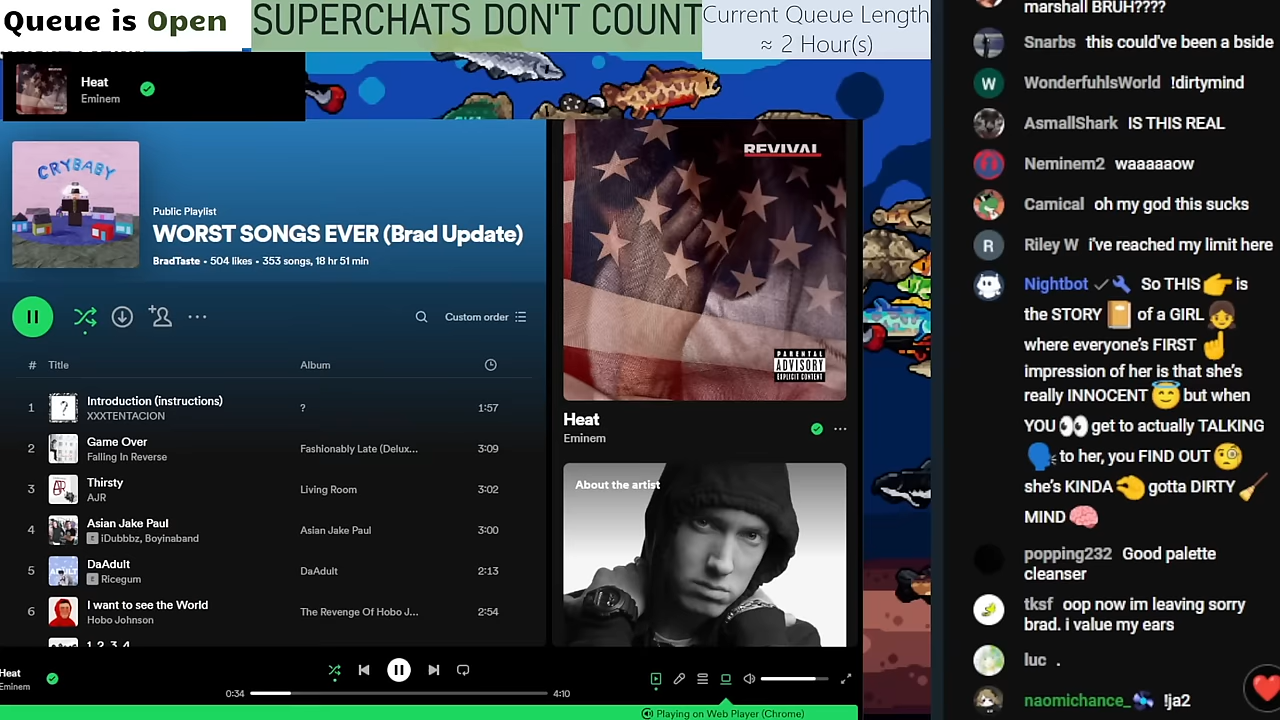 Queue is Open
SUPERCHATS DON'T COUNT
Current Queue Length
≈ 2 Hour(s)
Heat
Eminem
CRYBABY
Public Playlist
WORST SONGS EVER (Brad Update)
BradTaste • 504 likes • 353 songs, 18 hr 51 min
Custom order
# Title Album
1 Introduction (instructions) ? 1:57
XXXTENTACION
2 Game Over Fashionably Late (Delux... 3:09
Falling In Reverse
3 Thirsty Living Room 3:02
AJR
4 Asian Jake Paul Asian Jake Paul 3:00
E iDubbbz, Boyinaband
5 DaAdult DaAdult 2:13
E Ricegum
6 I want to see the World The Revenge Of Hobo J... 2:54
Hobo Johnson
1, 2, 3, 4
REVIVAL
PARENTAL
ADVISORY
EXPLICIT CONTENT
Heat
Eminem
About the artist
Heat
Eminem
0:34 4:10
Playing on Web Player (Chrome)
marshall BRUH????
Snarbs this could've been a bside
W WonderfulsWorld !dirtymind
AsmallShark IS THIS REAL
Neminem2 waaaaaow
Camical oh my god this sucks
R Riley W i've reached my limit here
Nightbot ✓🔧 So THIS 👉 is
the STORY 📔 of a GIRL 👧
where everyone's FIRST ☝
impression of her is that she's
really INNOCENT 😇 but when
YOU 👀 get to actually TALKING
🗣 to her, you FIND OUT 🧐
she's KINDA 🤏 gotta DIRTY 🧹
MIND 🧠
popping232 Good palette
cleanser
tksf oop now im leaving sorry
brad. i value my ears
luc .
naomichance_ !ja2